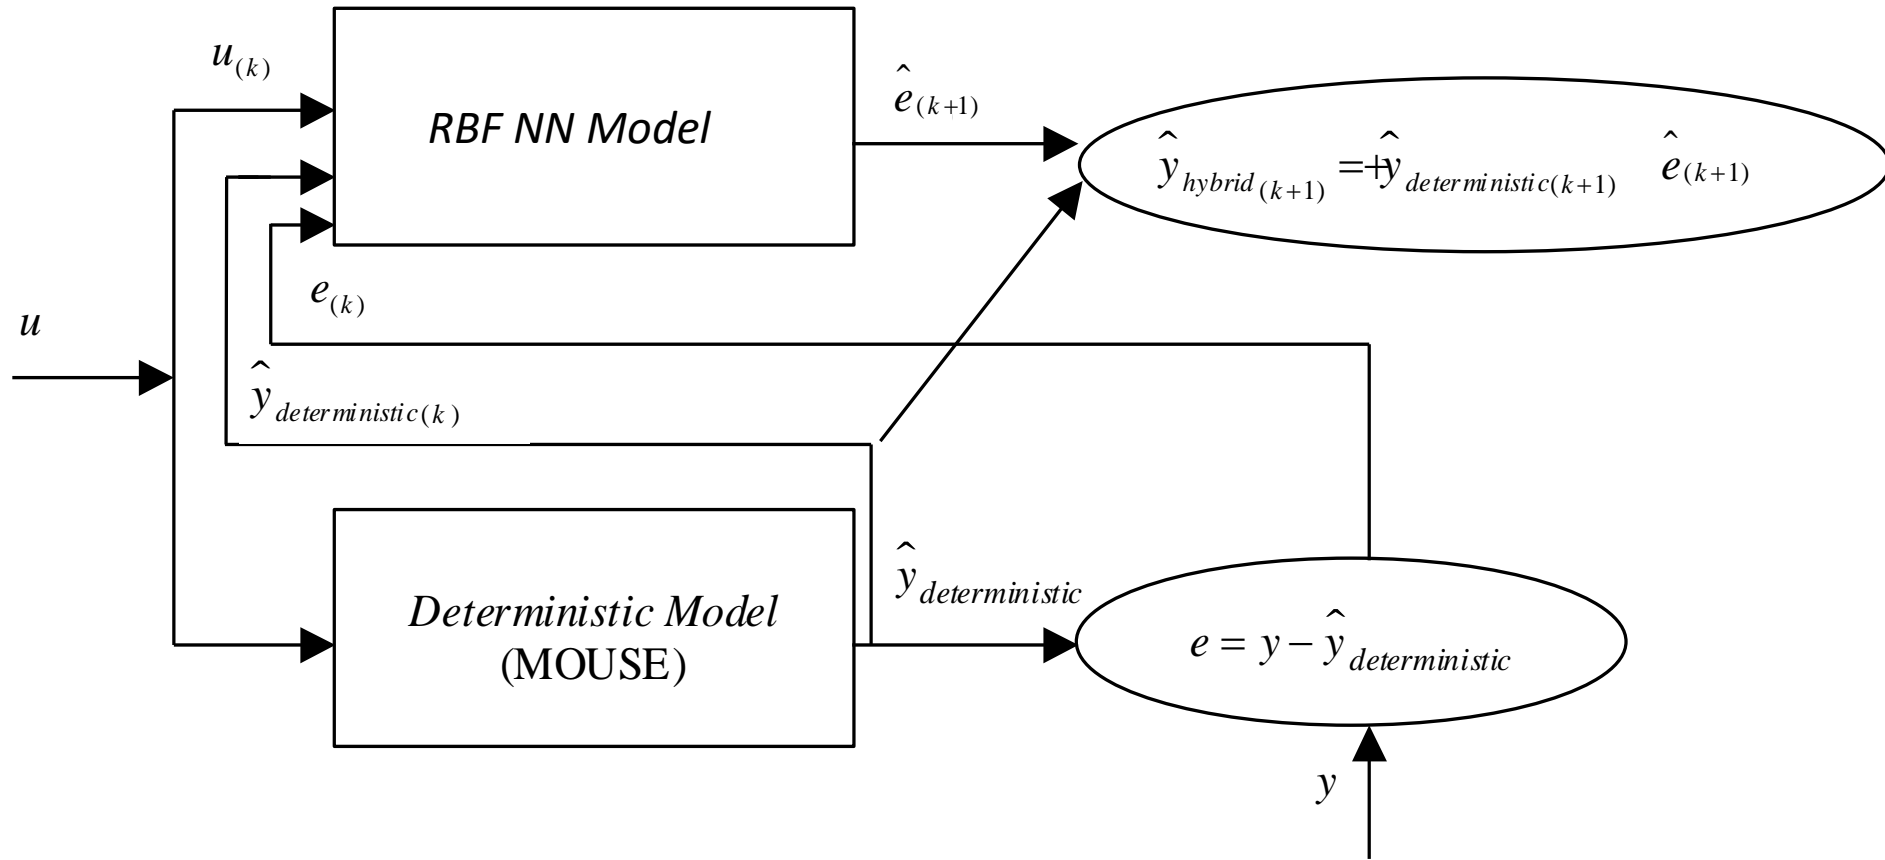 u(k)
RBF NN Model
ê(k+1)
ŷhybrid(k+1) =+ŷdeterministic(k+1) ê(k+1)
e(k)
u
ŷdeterministic(k)
Deterministic Model
(MOUSE)
ŷdeterministic
e = y − ŷdeterministic
y